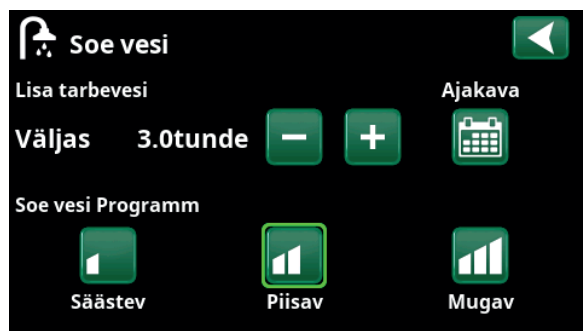 Soe vesi
Lisa tarbevesi
Ajakava
Väljas 3.0tunde
Soe vesi Programm
Säästev
Piisav
Mugav